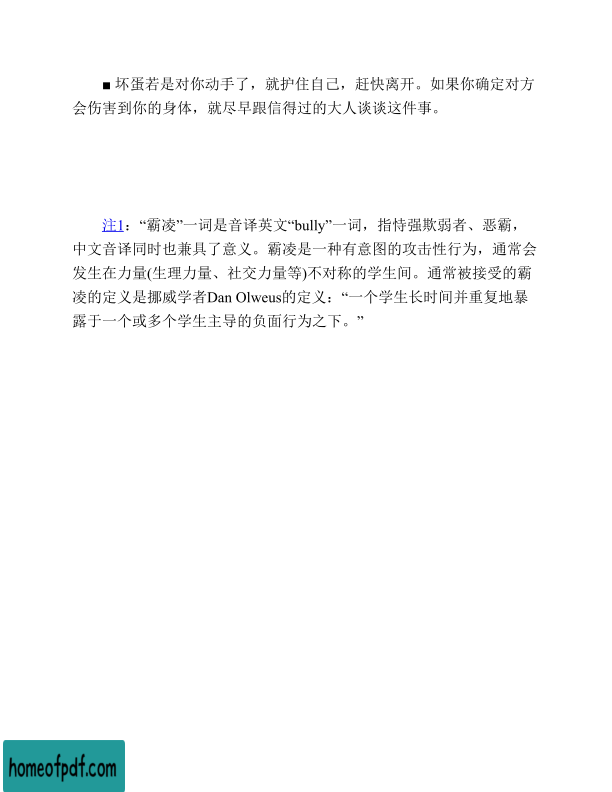 ■ 坏蛋若是对你动手了，就护住自己，赶快离开。如果你确定对方
会伤害到你的身体，就尽早跟信得过的大人谈谈这件事。
注1：“霸凌”一词是音译英文“bully”一词，指恃强欺弱者、恶霸，
中文音译同时也兼具了意义。霸凌是一种有意图的攻击性行为，通常会
发生在力量(生理力量、社交力量等)不对称的学生间。通常被接受的霸
凌的定义是挪威学者Dan Olweus的定义：“一个学生长时间并重复地暴
露于一个或多个学生主导的负面行为之下。”
homeofpdf.com